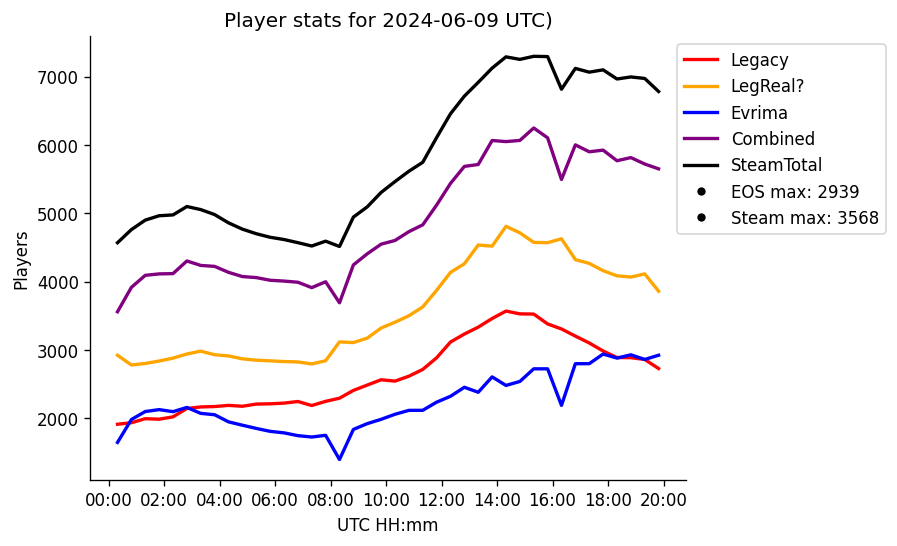 Player stats for 2024-06-09 UTC)
Legacy
LegReal?
Evrima
Combined
SteamTotal
EOS max: 2939
Steam max: 3568
Players
7000
6000
5000
4000
3000
2000
00:00 02:00 04:00 06:00 08:00 10:00 12:00 14:00 16:00 18:00 20:00
UTC HH:mm